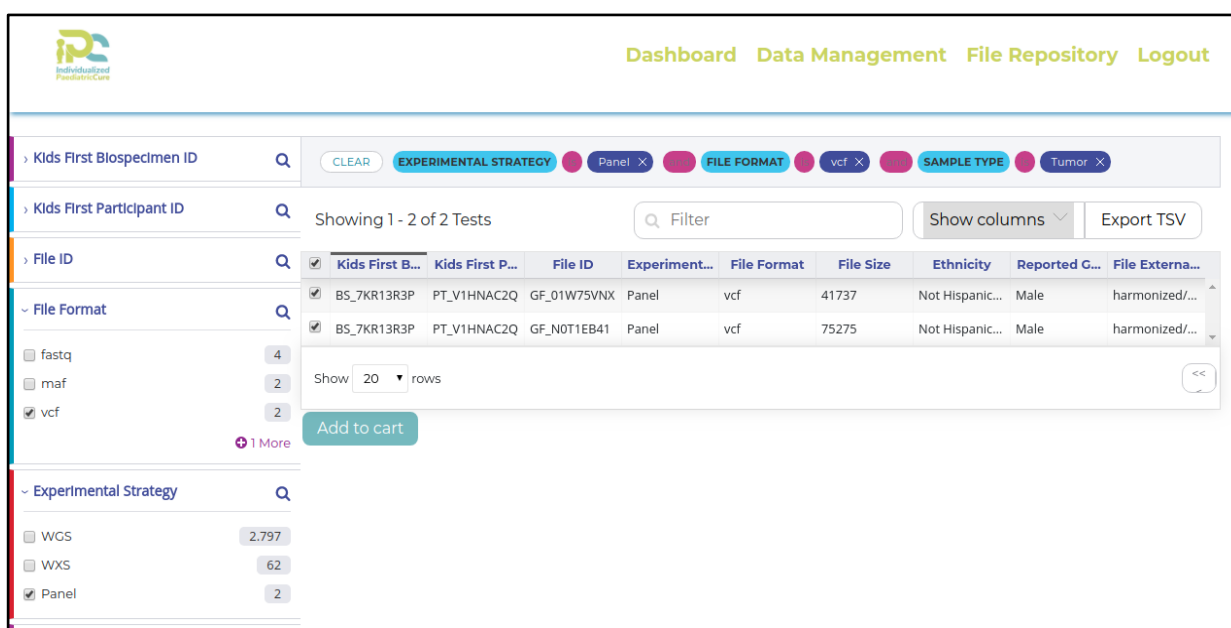 iPC
Individualized
PaediatricCure
Dashboard Data Management File Repository Logout
› Kids First Biospecimen ID
› Kids First Participant ID
› File ID
File Format
fastq 4
maf 2
vcf 2
1 More
Experimental Strategy
WGS 2.797
WXS 62
Panel 2
CLEAR EXPERIMENTAL STRATEGY Panel × FILE FORMAT vcf × SAMPLE TYPE Tumor ×
Showing 1 - 2 of 2 Tests Filter Show columns Export TSV
Kids First B... Kids First P... File ID Experiment... File Format File Size Ethnicity Reported G... File Externa...
BS_7KR13R3P PT_V1HNAC2Q GF_01W75VNX Panel vcf 41737 Not Hispanic... Male harmonized/...
BS_7KR13R3P PT_V1HNAC2Q GF_N0T1EB41 Panel vcf 75275 Not Hispanic... Male harmonized/...
Show 20 rows <<
Add to cart